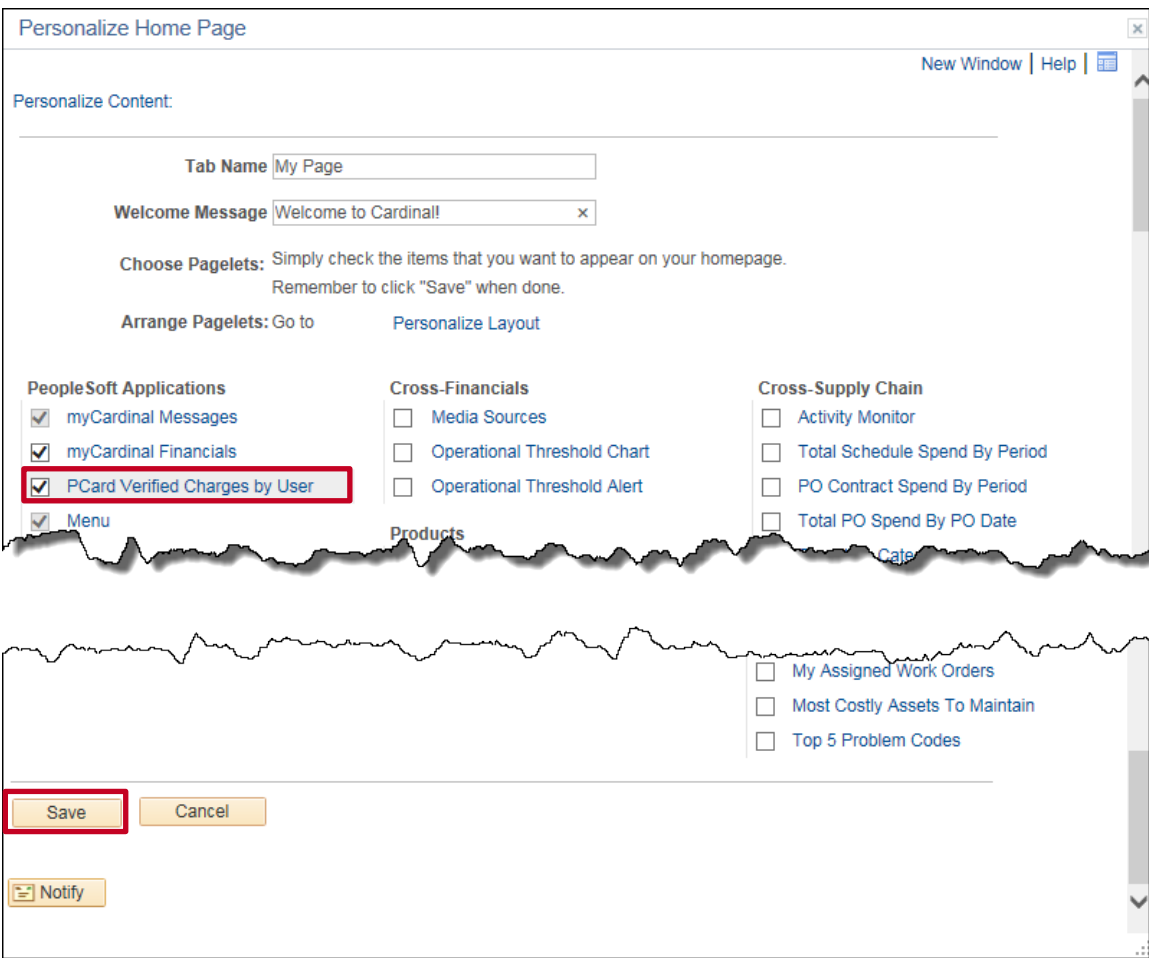 Personalize Home Page
New Window | Help |
Personalize Content:
Tab Name My Page
Welcome Message Welcome to Cardinal!
Choose Pagelets: Simply check the items that you want to appear on your homepage.
Remember to click "Save" when done.
Arrange Pagelets: Go to Personalize Layout
PeopleSoft Applications
myCardinal Messages
myCardinal Financials
PCard Verified Charges by User
Menu
Cross-Financials
Media Sources
Operational Threshold Chart
Operational Threshold Alert
Products
Cross-Supply Chain
Activity Monitor
Total Schedule Spend By Period
PO Contract Spend By Period
Total PO Spend By PO Date
My Assigned Work Orders
Most Costly Assets To Maintain
Top 5 Problem Codes
Save Cancel
Notify